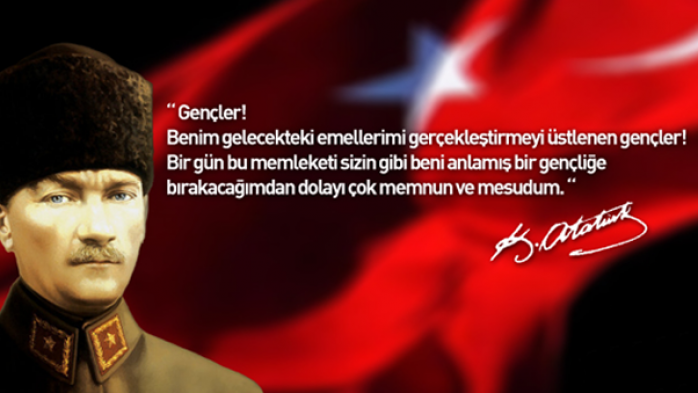 “ Gençler!
Benim gelecekteki emellerimi gerçekleştirmeyi üstlenen gençler!
Bir gün bu memleketi sizin gibi beni anlamış bir gençliğe
bırakacağımdan dolayı çok memnun ve mesudum. “
K. Atatürk